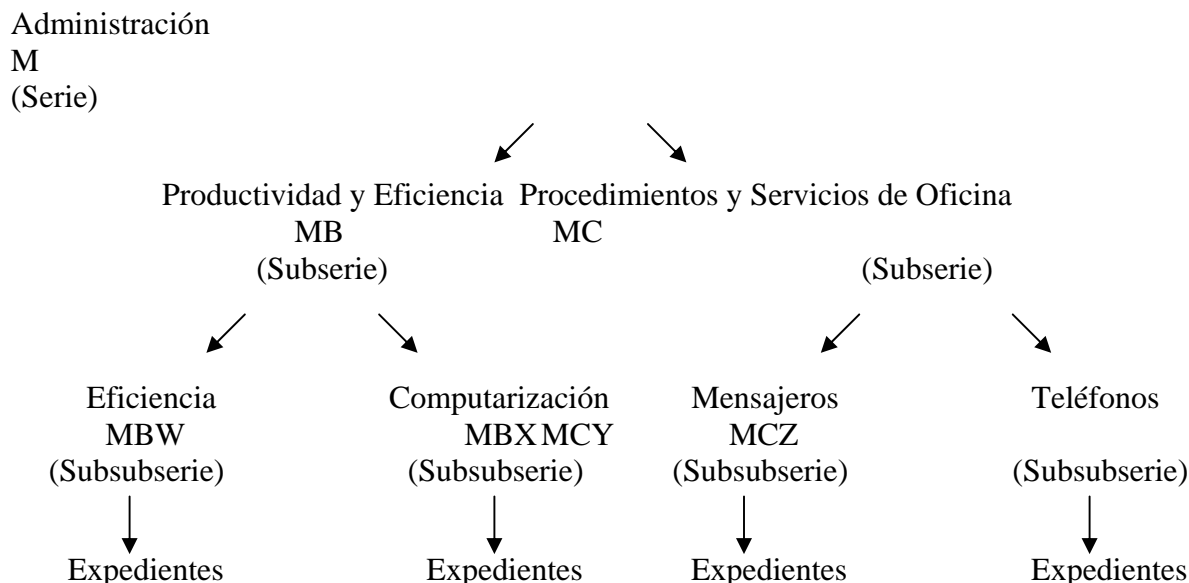 Administración
M
(Serie)
Productividad y Eficiencia Procedimientos y Servicios de Oficina
MB MC
(Subserie) (Subserie)
Eficiencia Computarización Mensajeros Teléfonos
MBW MBX MCY MCZ
(Subsubserie) (Subsubserie) (Subsubserie) (Subsubserie)
Expedientes Expedientes Expedientes Expedientes